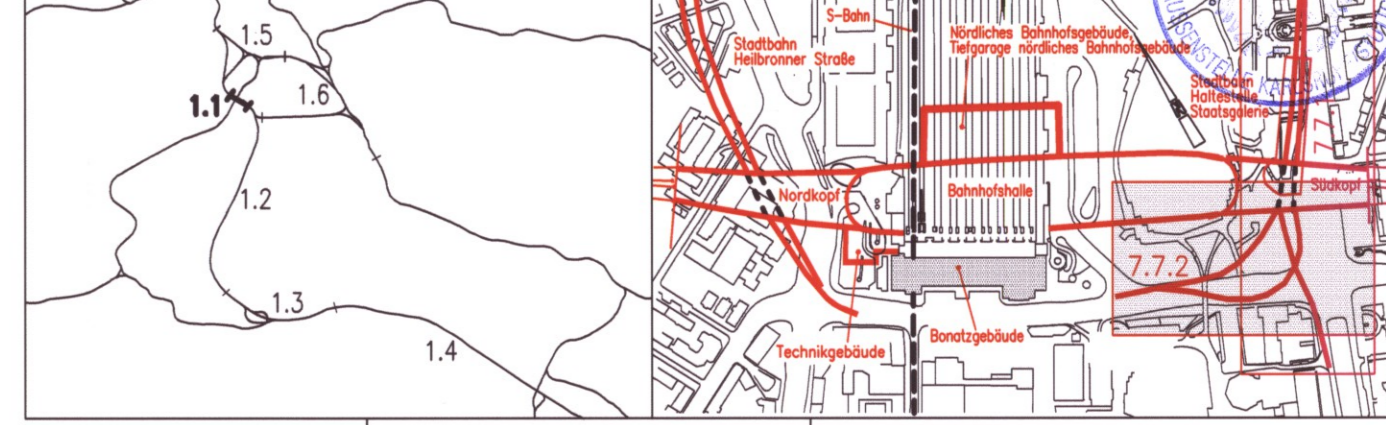 1.5
1.6
1.1
1.2
1.3
1.4
S-Bahn
Stadtbahn
Heilbronner Straße
Nördliches Bahnhofsgebäude,
Tiefgarage nördliches Bahnhofsgebäude
Stadtbahn
Haltestelle
Staatsgalerie
Nordkopf
Bahnhofshalle
Südkopf
7.7.2
Technikgebäude
Bonatzgebäude